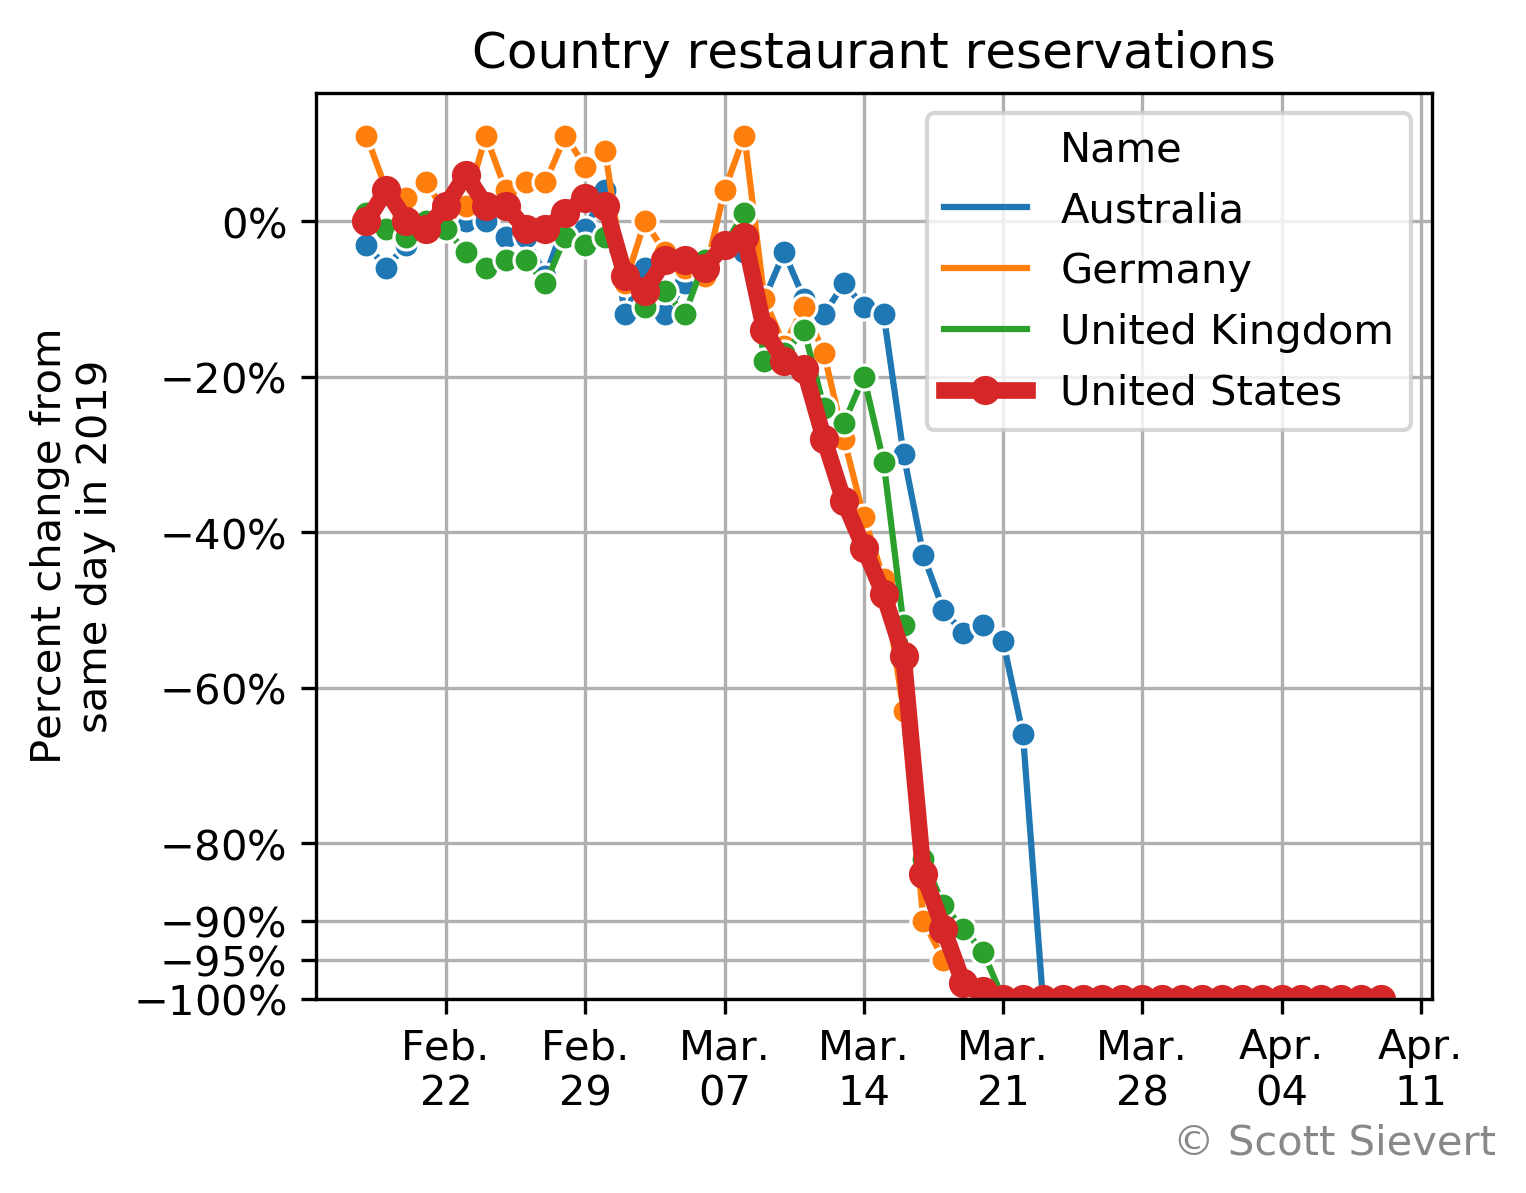 Country restaurant reservations
Percent change from
same day in 2019
0%
−20%
−40%
−60%
−80%
−90%
−95%
−100%
Name
Australia
Germany
United Kingdom
United States
Feb. Feb. Mar. Mar. Mar. Mar. Apr. Apr.
22 29 07 14 21 28 04 11
© Scott Sievert